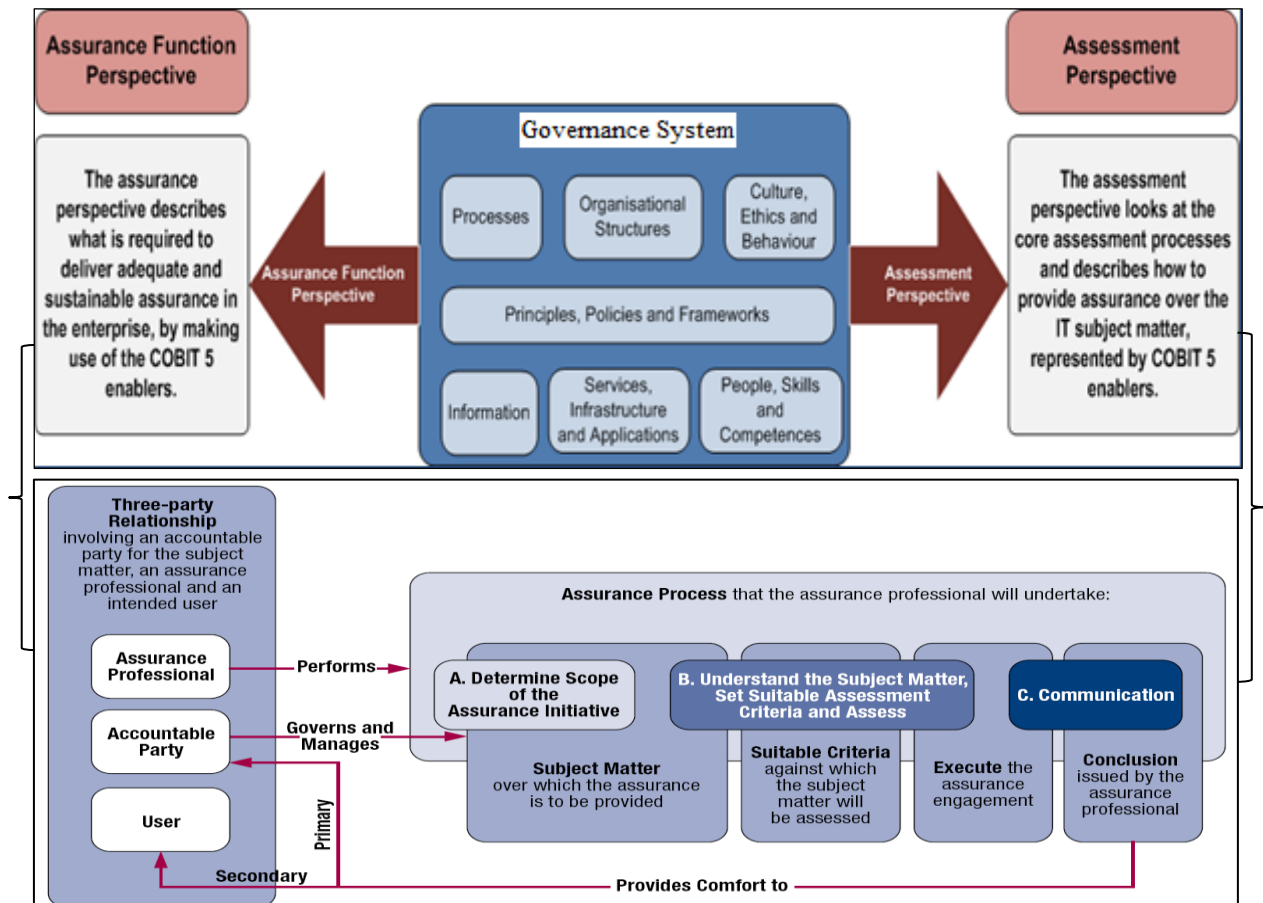 Assurance Function
Perspective
The assurance
perspective describes
what is required to
deliver adequate and
sustainable assurance in
the enterprise, by making
use of the COBIT 5
enablers.
Assurance Function
Perspective
Governance System
Processes
Organisational
Structures
Culture,
Ethics and
Behaviour
Principles, Policies and Frameworks
Information
Services,
Infrastructure
and Applications
People, Skills
and
Competences
Assessment
Perspective
Assessment
Perspective
The assessment
perspective looks at the
core assessment processes
and describes how to
provide assurance over the
IT subject matter,
represented by COBIT 5
enablers.
Three-party
Relationship
involving an accountable
party for the subject
matter, an assurance
professional and an
intended user
Assurance
Professional
Accountable
Party
User
Performs
Governs and
Manages
Primary
Secondary
Provides Comfort to
Assurance Process that the assurance professional will undertake:
A. Determine Scope
of the
Assurance Initiative
B. Understand the Subject Matter,
Set Suitable Assessment
Criteria and Assess
C. Communication
Subject Matter
over which the assurance
is to be provided
Suitable Criteria
against which
the subject
matter will
be assessed
Execute the
assurance
engagement
Conclusion
issued by the
assurance
professional